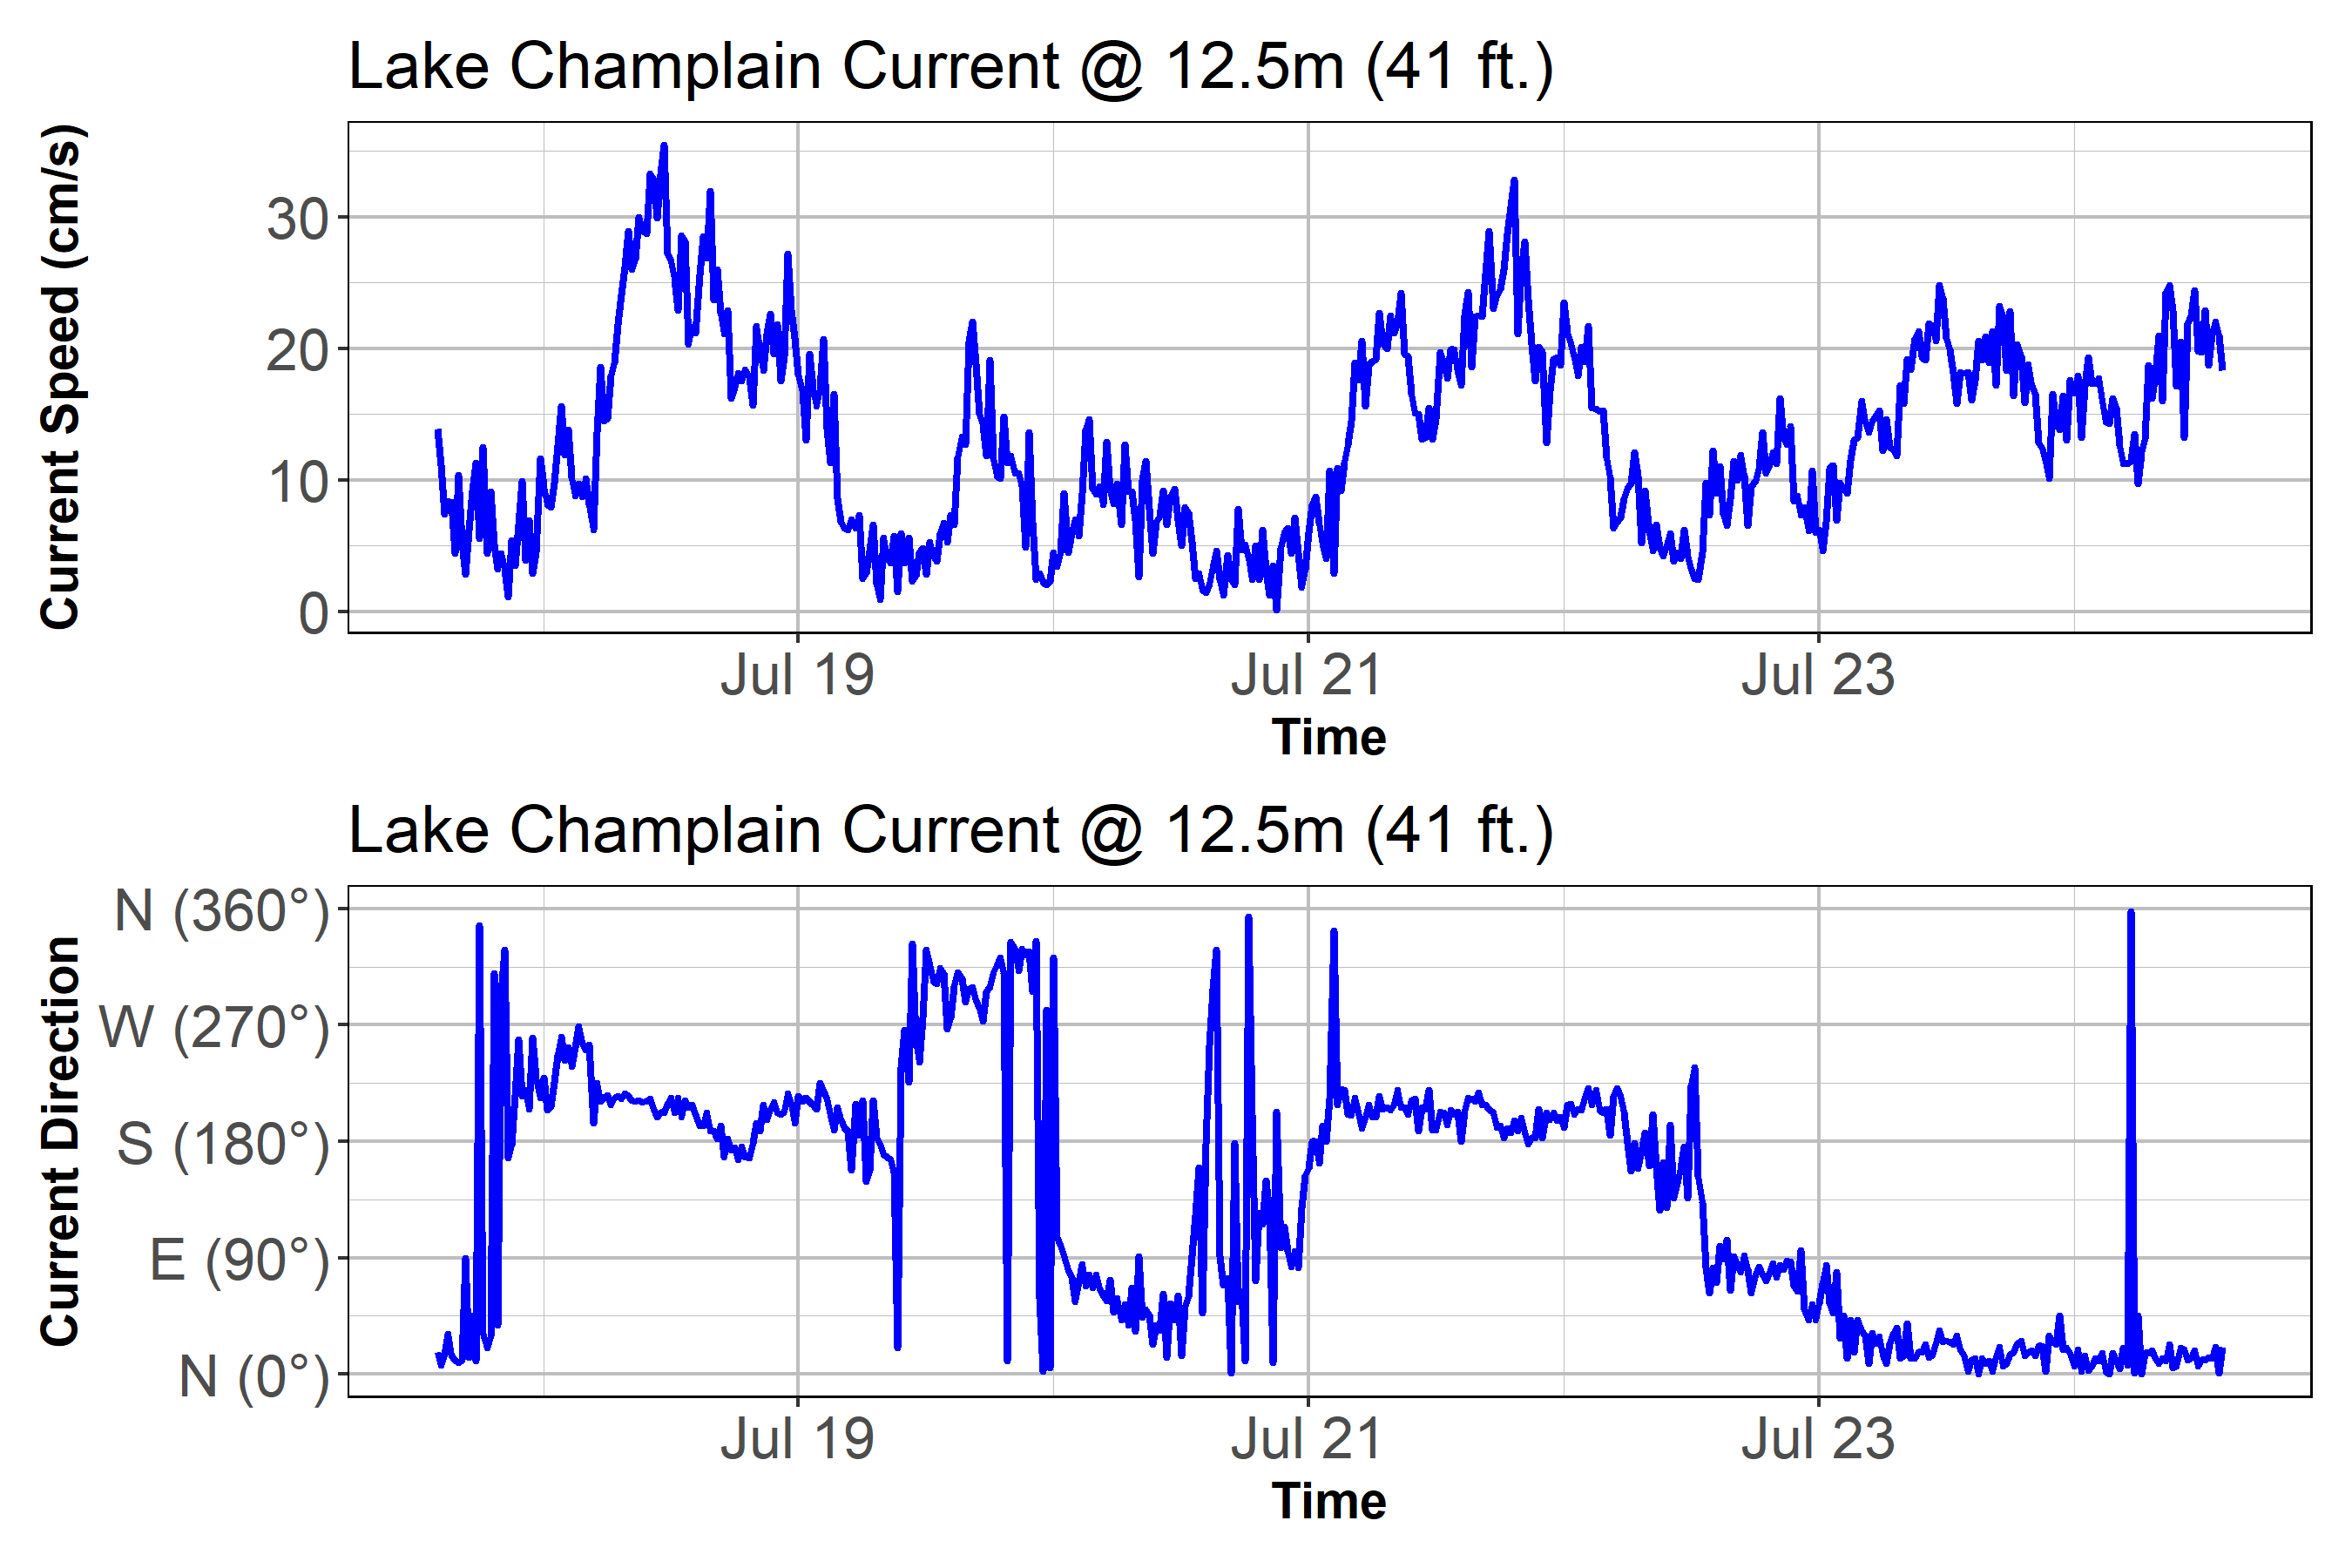 Lake Champlain Current @ 12.5m (41 ft.)
Current Speed (cm/s)
30
20
10
0
Jul 19 Jul 21 Jul 23
Time
Lake Champlain Current @ 12.5m (41 ft.)
Current Direction
N (360°)
W (270°)
S (180°)
E (90°)
N (0°)
Jul 19 Jul 21 Jul 23
Time